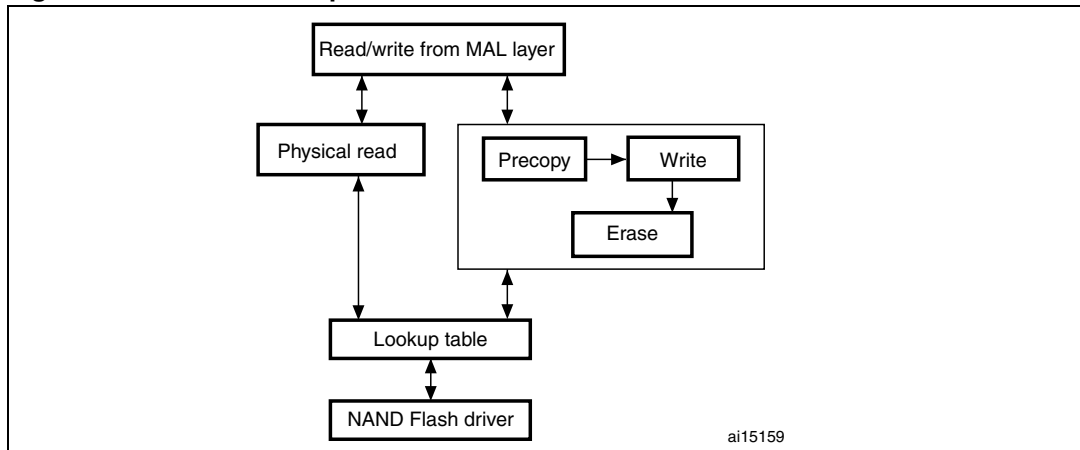 Read/write from MAL layer
Physical read
Precopy
Write
Erase
Lookup table
NAND Flash driver
ai15159